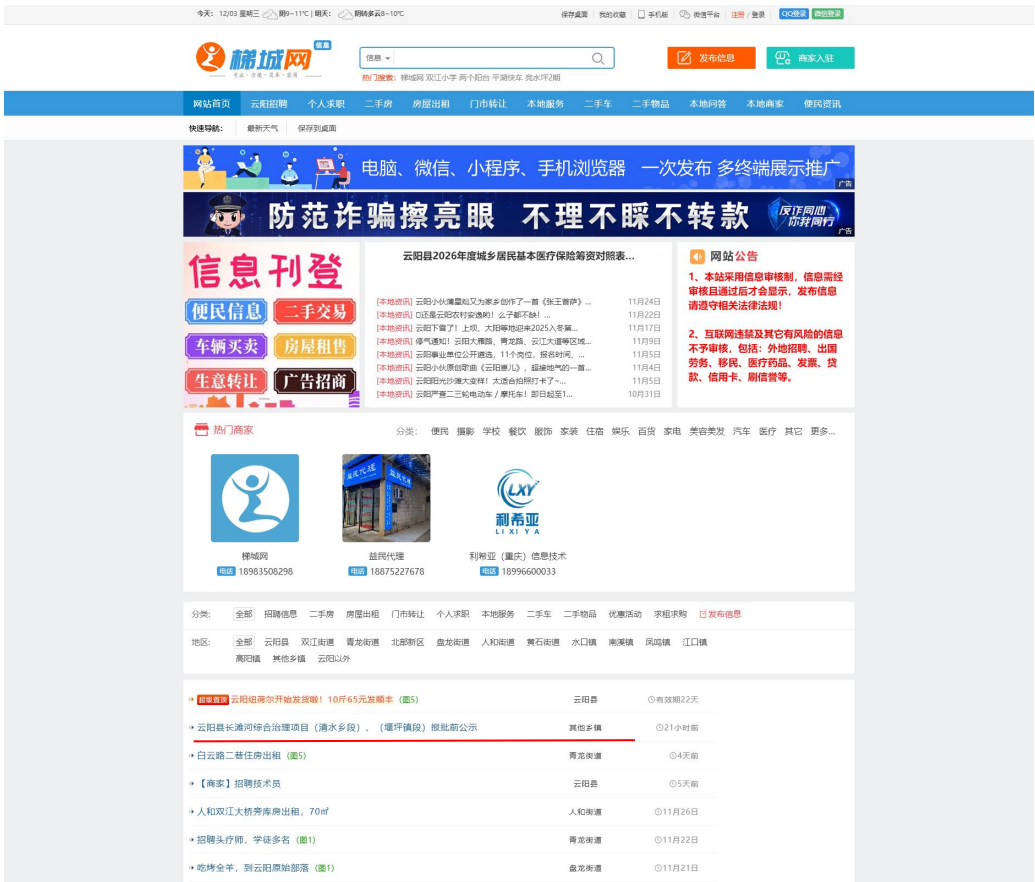 今天： 12/03 星期三 阴9~11℃ | 明天： 阴转多云8~10℃
保存桌面 我的收藏 手机版 微信平台 注册 / 登录 QQ登录 微信登录
梯城网 信息
专业·方便·简单·实用
信息
热门搜索: 梯城网 双江小学 两个阳台 平湖快车 亮水坪2期
发布信息 商家入驻
网站首页 云阳招聘 个人求职 二手房 房屋出租 门市转让 本地服务 二手车 二手物品 本地问答 本地商家 便民资讯
快速导航: 最新天气 保存到桌面
电脑、微信、小程序、手机浏览器 一次发布 多终端展示推广
广告
防范诈骗擦亮眼 不理不睬不转款 反诈同心 你我同行
广告
信息刊登
便民信息 二手交易
车辆买卖 房屋租售
生意转让 广告招商
云阳县2026年度城乡居民基本医疗保险筹资对照表...
[本地资讯] 云阳小伙蒲星灿又为家乡创作了一首《张王菩萨》... 11月24日
[本地资讯] D还是云阳农村安逸哟！么子都不缺！... 11月22日
[本地资讯] 云阳下雪了！上坝、大阳等地迎来2025入冬第... 11月17日
[本地资讯] 停气通知！云阳大雁路、青龙路、云江大道等区域... 11月9日
[本地资讯] 云阳事业单位公开遴选，11个岗位，报名时间、... 11月5日
[本地资讯] 云阳小伙原创歌曲《云阳崽儿》，超接地气的一首... 11月4日
[本地资讯] 云阳阳光沙滩大变样！太适合拍照打卡了~... 11月5日
[本地资讯] 云阳严查二三轮电动车 / 摩托车！即日起至1... 10月31日
网站公告
1、本站采用信息审核制，信息需经
审核且通过后才会显示，发布信息
请遵守相关法律法规！
2、互联网违禁及其它有风险的信息
不予审核，包括：外地招聘、出国
劳务、移民、医疗药品、发票、贷
款、信用卡、刷信誉等。
热门商家
分类: 便民 摄影 学校 餐饮 服饰 家装 住宿 娱乐 百货 家电 美容美发 汽车 医疗 其它 更多...
益民代理 益民代理
LXY
利希亚
LIXIYA
梯城网 益民代理 利希亚（重庆）信息技术
电话 18983508298 电话 18875227678 电话 18996600033
分类: 全部 招聘信息 二手房 房屋出租 门市转让 个人求职 本地服务 二手车 二手物品 优惠活动 求租求购 发布信息
地区: 全部 云阳县 双江街道 青龙街道 北部新区 盘龙街道 人和街道 黄石街道 水口镇 南溪镇 凤鸣镇 江口镇
高阳镇 其他乡镇 云阳以外
超级置顶 云阳纽荷尔开始发货啦！10斤65元发顺丰 (图5) 云阳县 有效期22天
云阳县长滩河综合治理项目（清水乡段）、（堰坪镇段）报批前公示 其他乡镇 21小时前
白云路二巷住房出租 (图5) 青龙街道 4天前
【商家】招聘技术员 云阳县 5天前
人和双江大桥旁库房出租，70㎡ 人和街道 11月26日
招聘头疗师，学徒多名 (图1) 青龙街道 11月22日
吃烤全羊，到云阳原始部落 (图1) 盘龙街道 11月21日